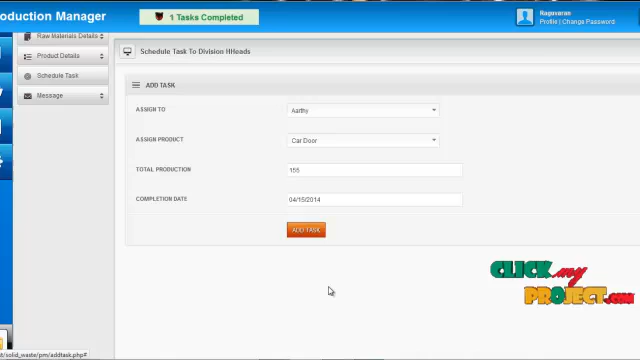 oduction Manager
1 Tasks Completed
Raguvaran
Profile | Change Password
Raw Materials Details
Product Details
Schedule Task
Message
Schedule Task To Division HHeads
ADD TASK
ASSIGN TO
Aarthy
ASSIGN PRODUCT
Car Door
TOTAL PRODUCTION
155
COMPLETION DATE
04/15/2014
ADD TASK
CLICK my
PROJECT.com
st/solid_waste/pm/addtask.php#